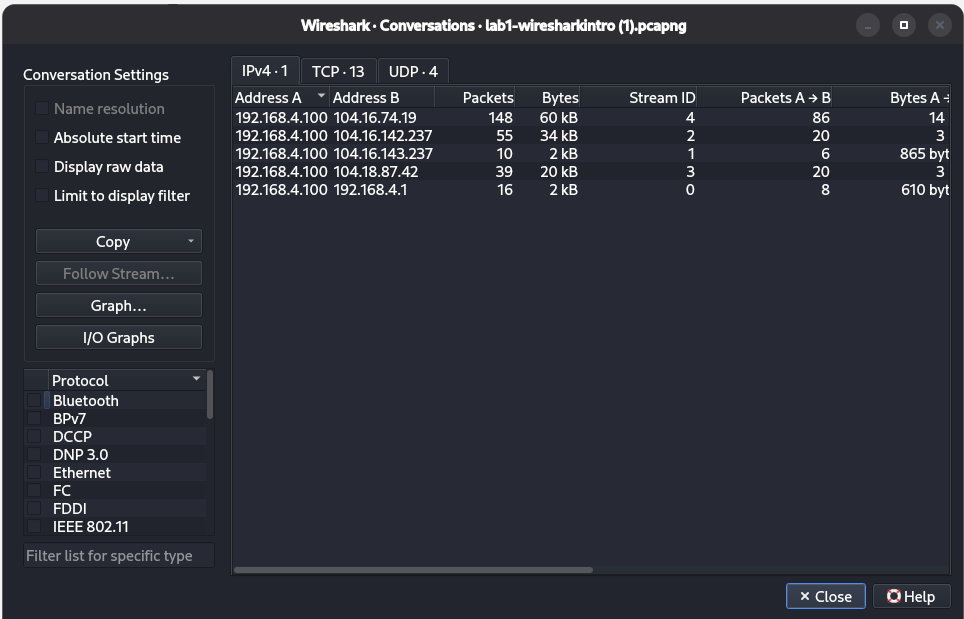 Wireshark · Conversations · lab1-wiresharkintro (1).pcapng
Conversation Settings
Name resolution
Absolute start time
Display raw data
Limit to display filter
Copy
Follow Stream…
Graph…
I/O Graphs
Protocol
Bluetooth
BPv7
DCCP
DNP 3.0
Ethernet
FC
FDDI
IEEE 802.11
Filter list for specific type
IPv4 · 1 TCP · 13 UDP · 4
Address A Address B Packets Bytes Stream ID Packets A → B Bytes A →
192.168.4.100 104.16.74.19 148 60 kB 4 86 14
192.168.4.100 104.16.142.237 55 34 kB 2 20 3
192.168.4.100 104.16.143.237 10 2 kB 1 6 865 byt
192.168.4.100 104.18.87.42 39 20 kB 3 20 3
192.168.4.100 192.168.4.1 16 2 kB 0 8 610 byt
Close Help